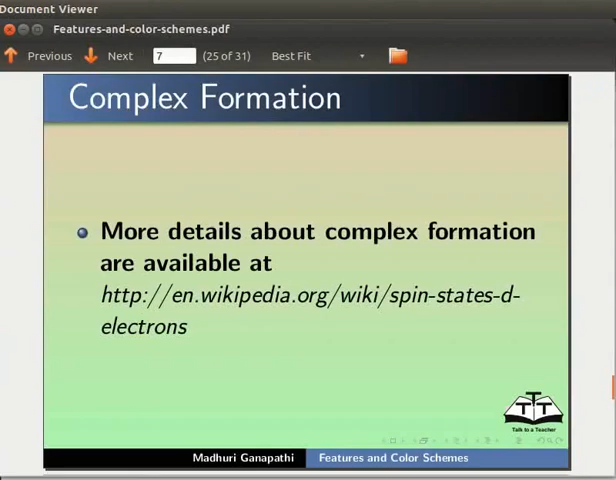 Document Viewer
Features-and-color-schemes.pdf
Previous Next 7 (25 of 31) Best Fit
Complex Formation
More details about complex formation
are available at
http://en.wikipedia.org/wiki/spin-states-d-
electrons
T
T T
Talk to a Teacher
Madhuri Ganapathi Features and Color Schemes